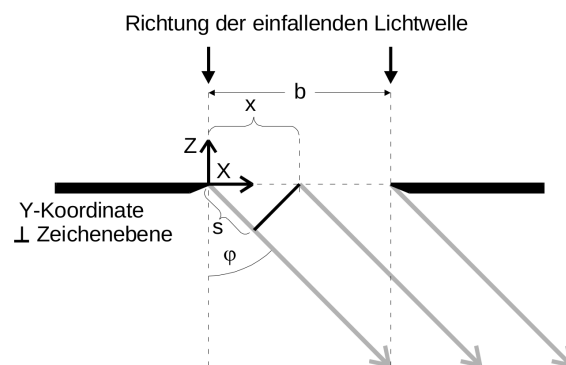 Richtung der einfallenden Lichtwelle
b
x
Z
X
Y-Koordinate
⊥ Zeichenebene
s
φ